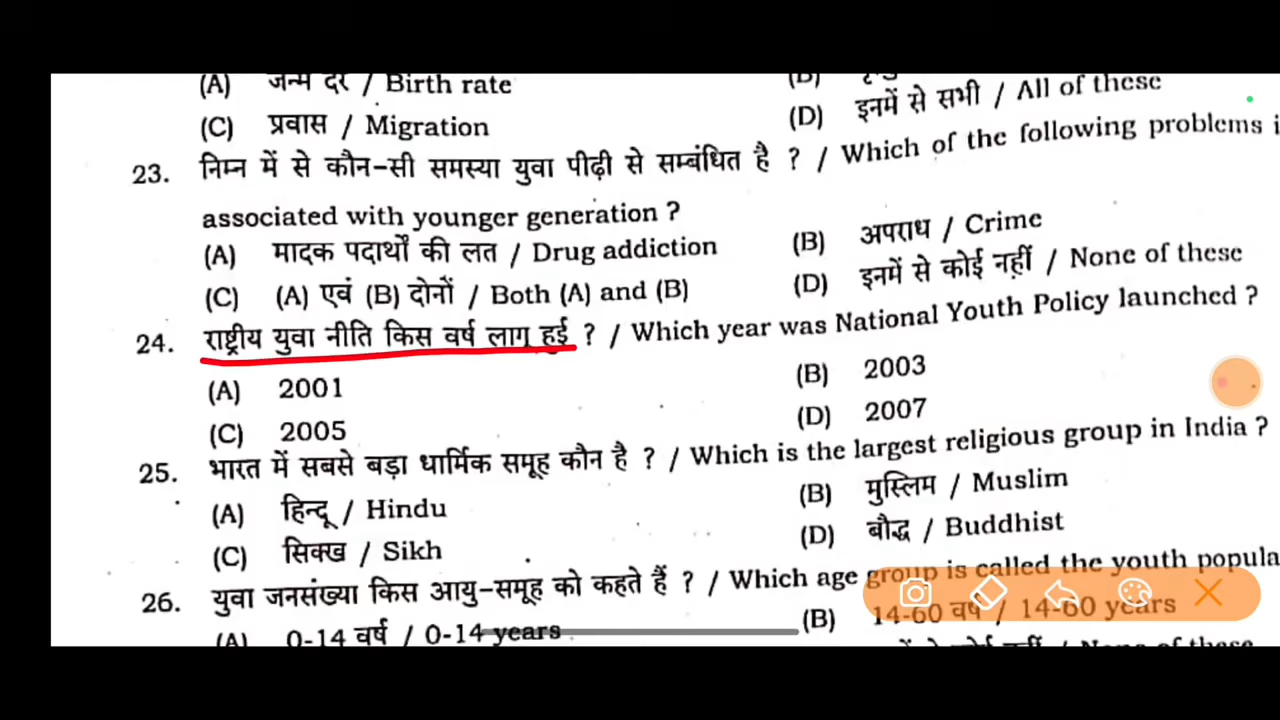 (A) जन्म दर / Birth rate
(C) प्रवास / Migration
(D) इनमें से सभी / All of these
23. निम्न में से कौन-सी समस्या युवा पीढ़ी से सम्बंधित है ? / Which of the following problems i
associated with younger generation ?
(A) मादक पदार्थों की लत / Drug addiction
(B) अपराध / Crime
(C) (A) एवं (B) दोनों / Both (A) and (B)
(D) इनमें से कोई नहीं / None of these
24. राष्ट्रीय युवा नीति किस वर्ष लागू हुई ? / Which year was National Youth Policy launched ?
(A) 2001
(B) 2003
(C) 2005
(D) 2007
25. भारत में सबसे बड़ा धार्मिक समूह कौन है ? / Which is the largest religious group in India ?
(A) हिन्दू / Hindu
(B) मुस्लिम / Muslim
(C) सिक्ख / Sikh
(D) बौद्ध / Buddhist
26. युवा जनसंख्या किस आयु-समूह को कहते हैं ? / Which age group is called the youth popula
(A) 0-14 वर्ष / 0-14 years
(B) 14-60 वर्ष / 14-60 years
None of these